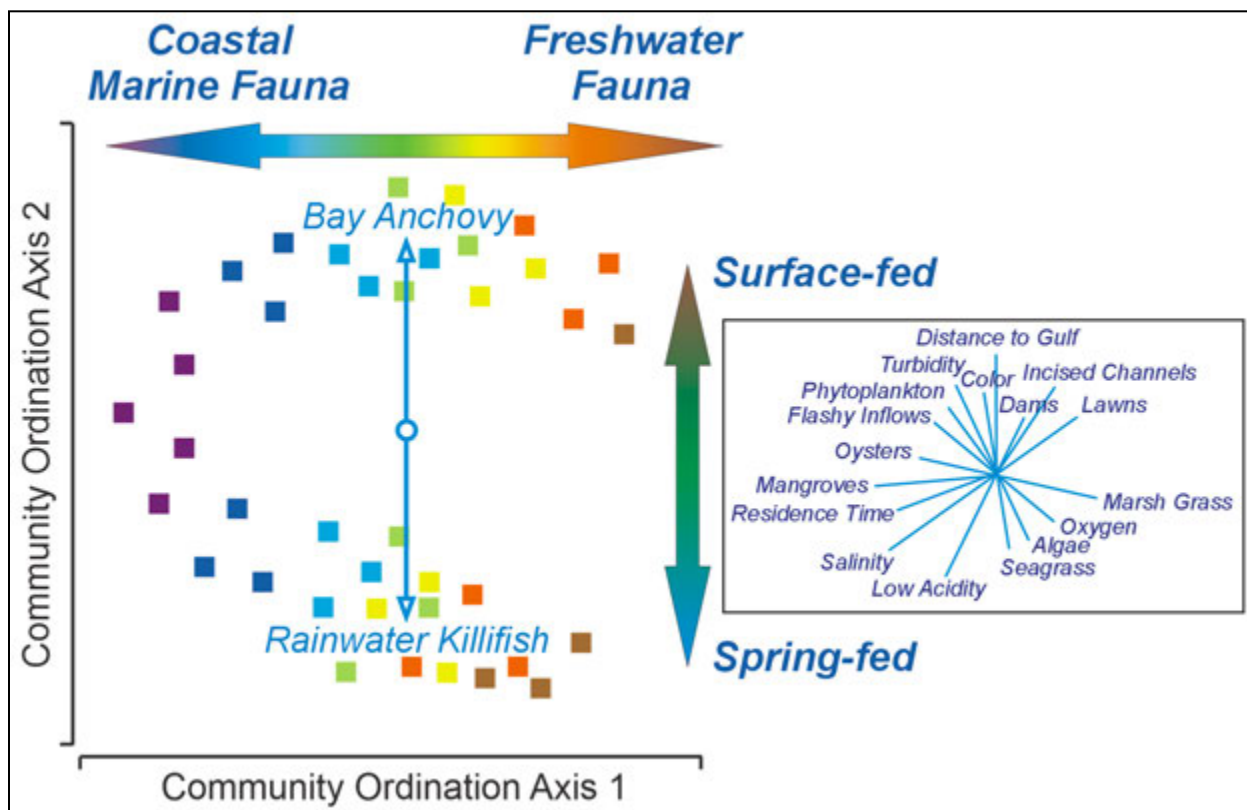 Coastal
Marine Fauna
Freshwater
Fauna
Community Ordination Axis 2
Bay Anchovy
Surface-fed
Distance to Gulf
Turbidity
Color
Incised Channels
Phytoplankton
Dams
Lawns
Flashy Inflows
Oysters
Mangroves
Marsh Grass
Residence Time
Oxygen
Algae
Salinity
Seagrass
Low Acidity
Rainwater Killifish
Spring-fed
Community Ordination Axis 1